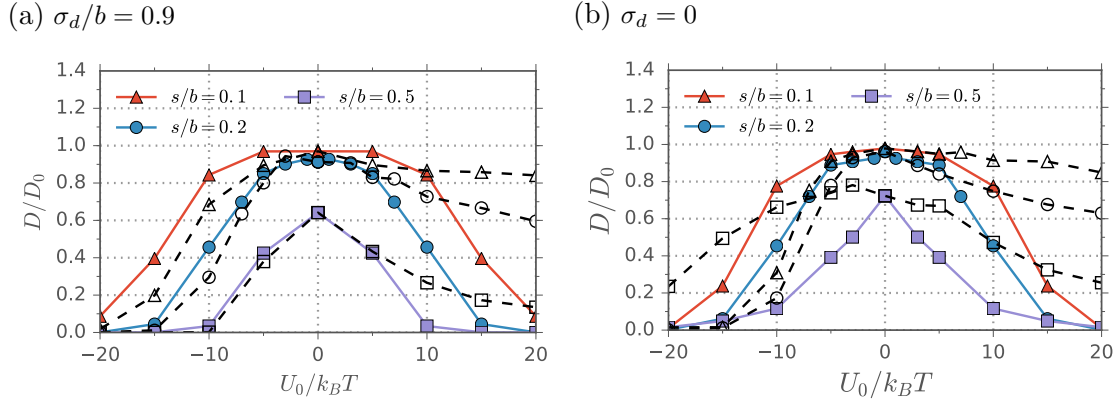 (a) σ_d/b = 0.9
1.4
1.2
1.0
0.8
0.6
0.4
0.2
0.0
D/D_0
s/b = 0.1
s/b = 0.5
s/b = 0.2
−20 −10 0 10 20
U_0/k_BT
(b) σ_d = 0
1.4
1.2
1.0
0.8
0.6
0.4
0.2
0.0
D/D_0
s/b = 0.1
s/b = 0.5
s/b = 0.2
−20 −10 0 10 20
U_0/k_BT